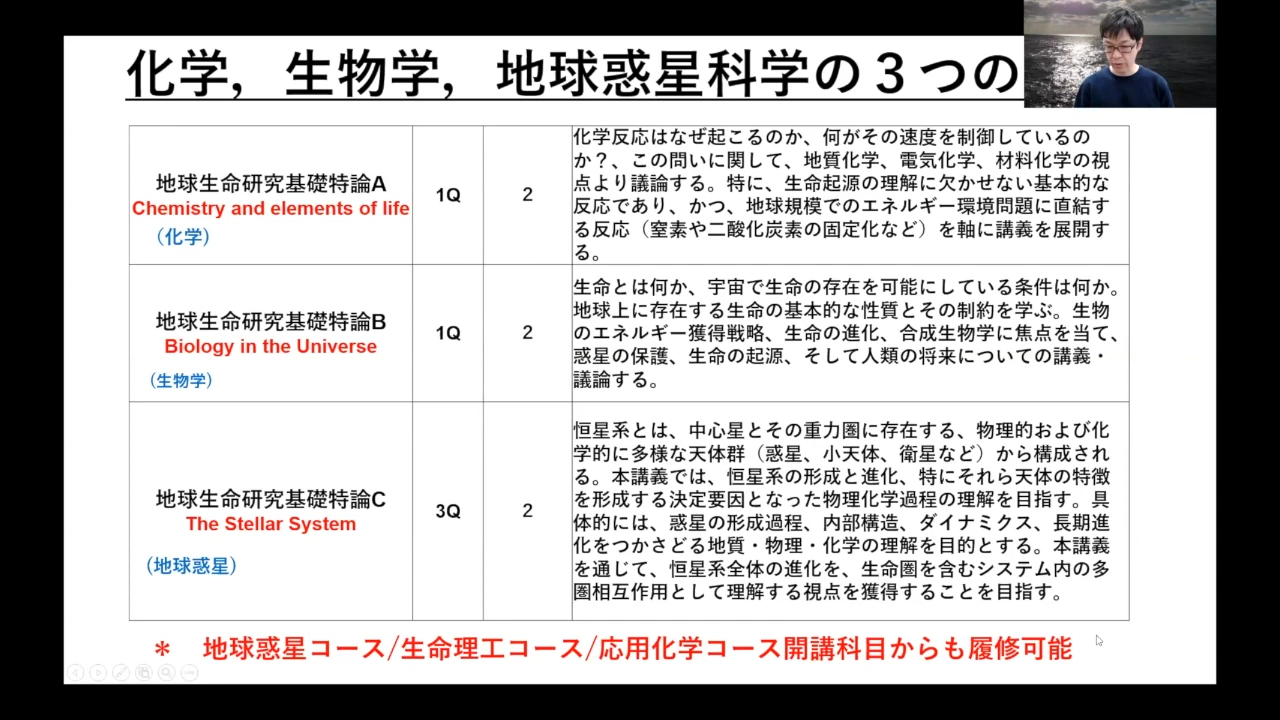 化学，生物学，地球惑星科学の３つの
地球生命研究基礎特論A
Chemistry and elements of life
（化学）
1Q
2
化学反応はなぜ起こるのか、何がその速度を制御しているの
か？、この問いに関して、地質化学、電気化学、材料化学の視
点より議論する。特に、生命起源の理解に欠かせない基本的な
反応であり、かつ、地球規模でのエネルギー環境問題に直結す
る反応（窒素や二酸化炭素の固定化など）を軸に講義を展開す
る。
地球生命研究基礎特論B
Biology in the Universe
（生物学）
1Q
2
生命とは何か、宇宙で生命の存在を可能にしている条件は何か。
地球上に存在する生命の基本的な性質とその制約を学ぶ。生物
のエネルギー獲得戦略、生命の進化、合成生物学に焦点を当て、
惑星の保護、生命の起源、そして人類の将来についての講義・
議論する。
地球生命研究基礎特論C
The Stellar System
（地球惑星）
3Q
2
恒星系とは、中心星とその重力圏に存在する、物理的および化
学的に多様な天体群（惑星、小天体、衛星など）から構成され
る。本講義では、恒星系の形成と進化、特にそれら天体の特徴
を形成する決定要因となった物理化学過程の理解を目指す。具
体的には、惑星の形成過程、内部構造、ダイナミクス、長期進
化をつかさどる地質・物理・化学の理解を目的とする。本講義
を通じて、恒星系全体の進化を、生命圏を含むシステム内の多
圏相互作用として理解する視点を獲得することを目指す。
＊　地球惑星コース/生命理工コース/応用化学コース開講科目からも履修可能